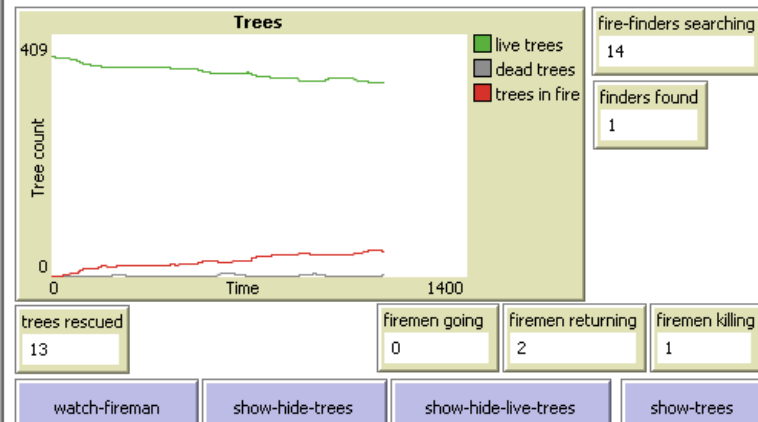 Trees
409
Tree count
0
0
Time
1400
live trees
dead trees
trees in fire
fire-finders searching
14
finders found
1
trees rescued
13
firemen going
0
firemen returning
2
firemen killing
1
watch-fireman
show-hide-trees
show-hide-live-trees
show-trees